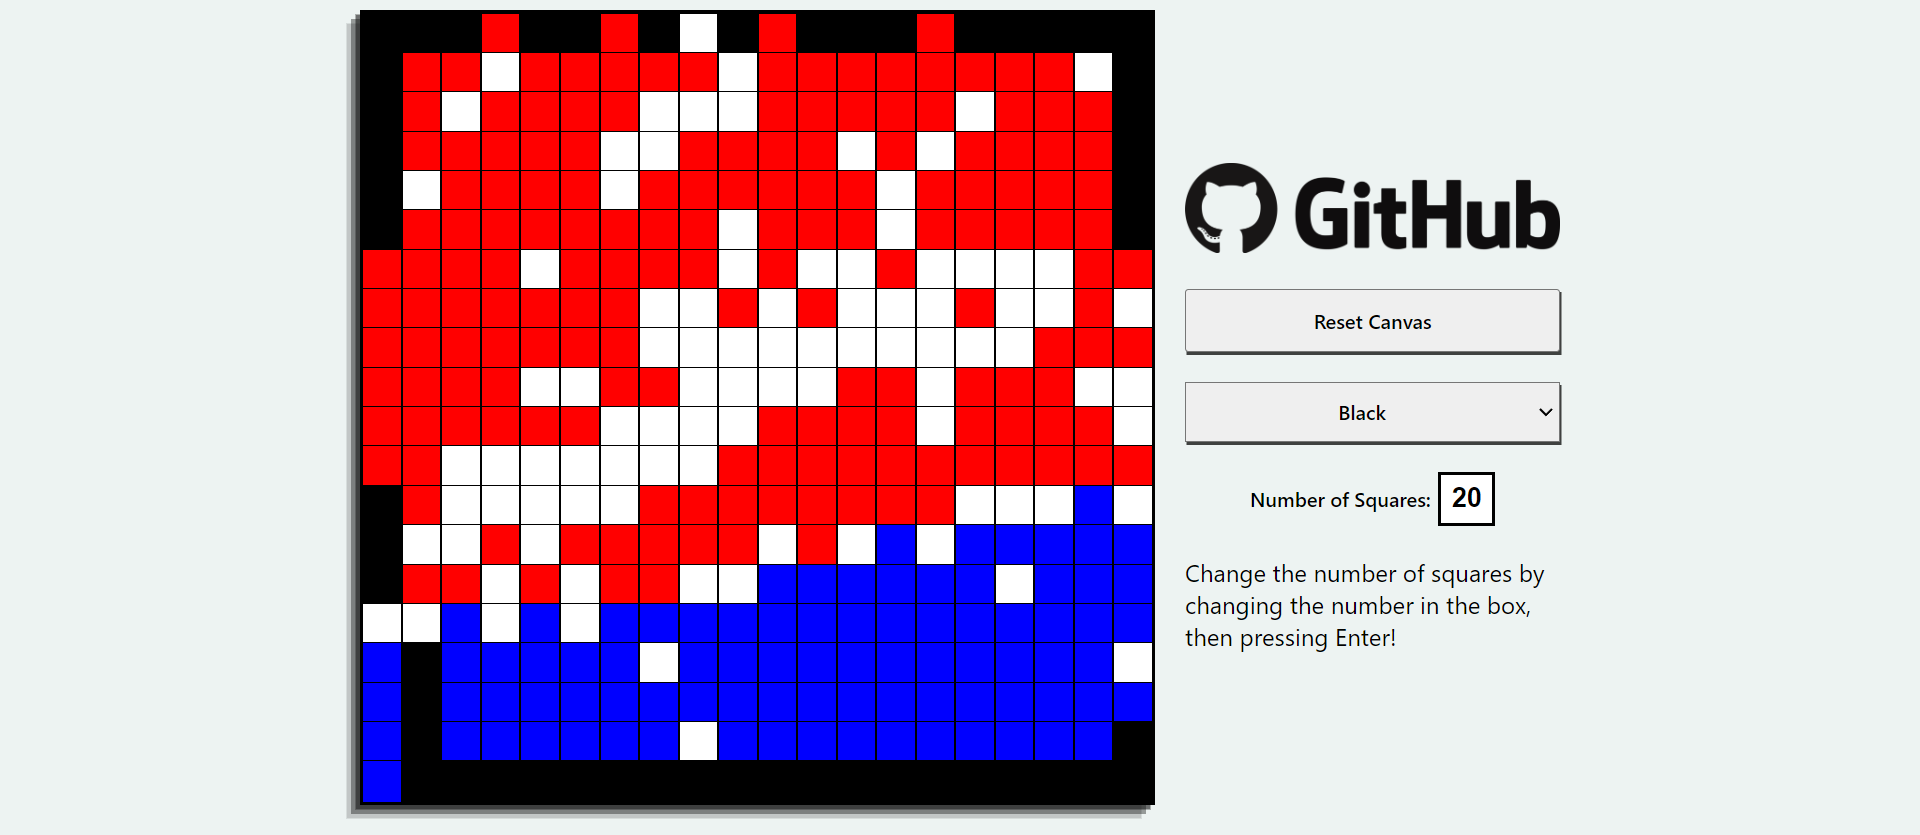 GitHub
Reset Canvas
Black
Number of Squares: 20
Change the number of squares by
changing the number in the box,
then pressing Enter!